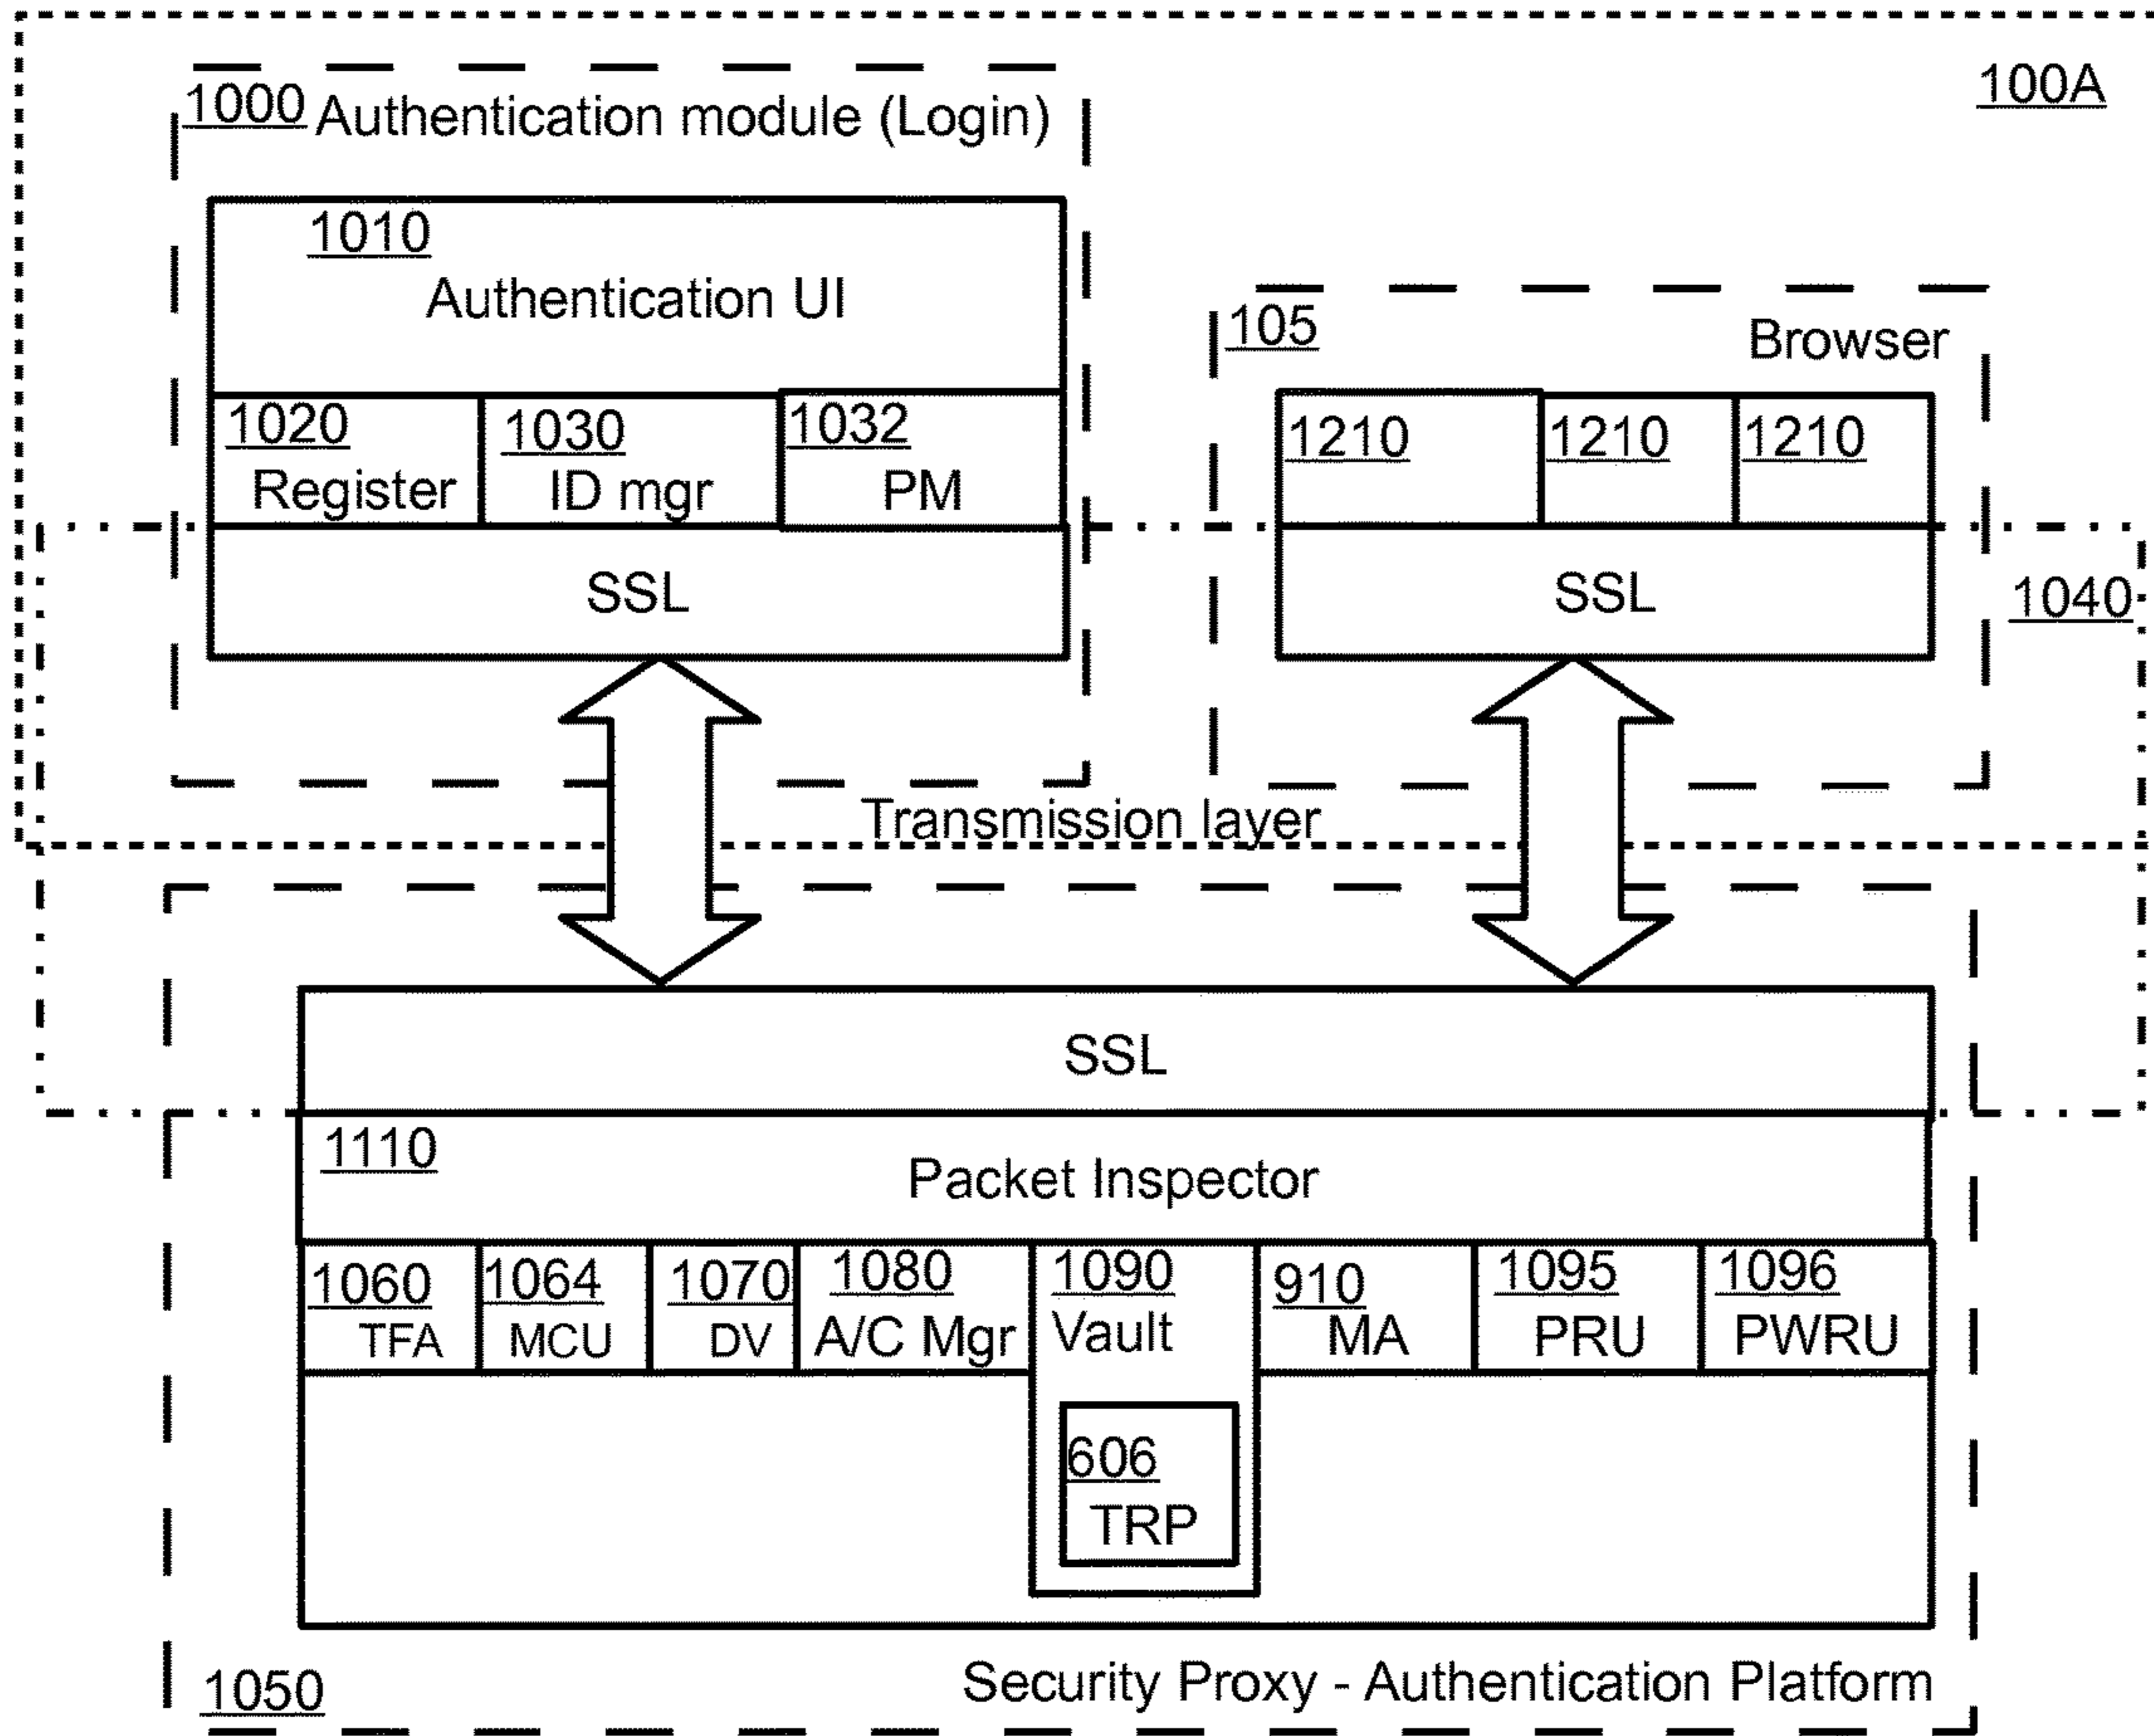 100A
1000 Authentication module (Login)
1010
Authentication UI
1020 1030 1032
Register ID mgr PM
SSL
105
Browser
1210 1210 1210
SSL
1040
Transmission layer
SSL
1110
Packet Inspector
1060 1064 1070 1080 1090 910 1095 1096
TFA MCU DV A/C Mgr Vault MA PRU PWRU
606
TRP
1050
Security Proxy - Authentication Platform